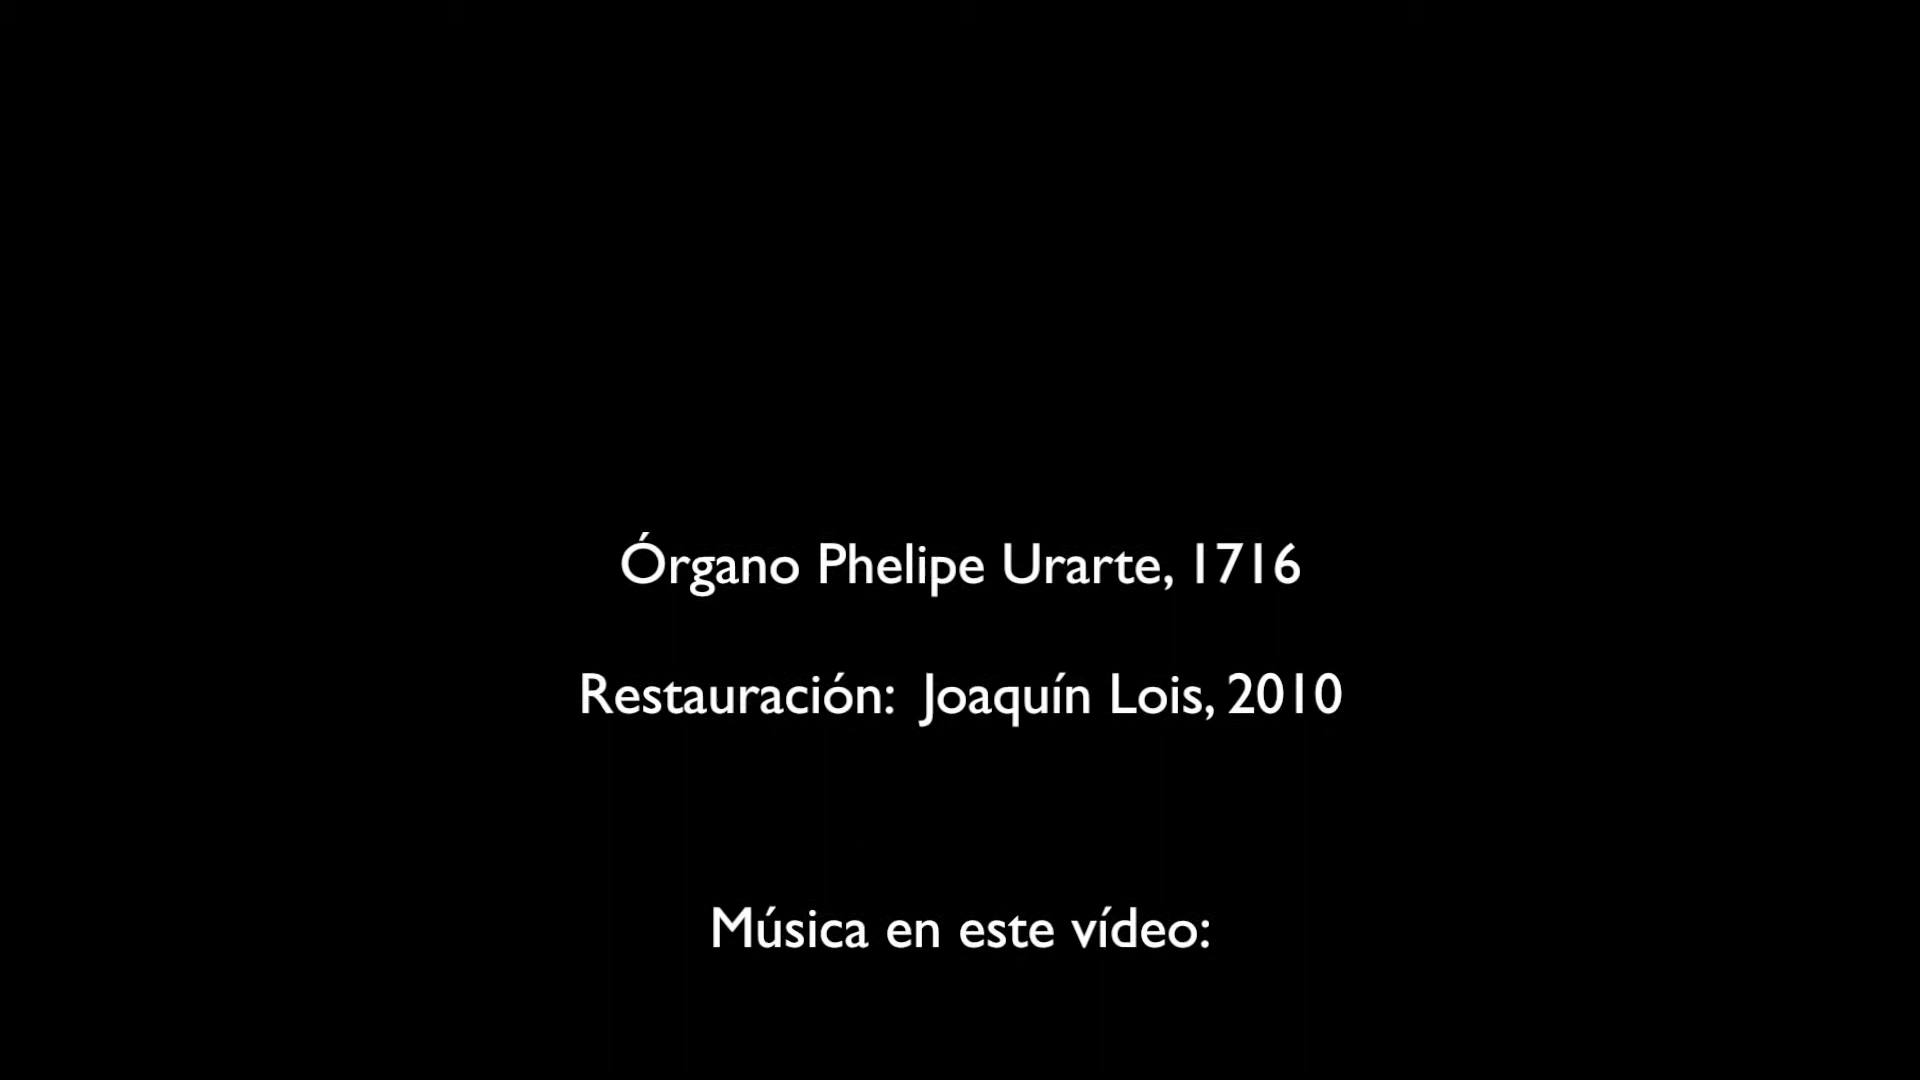 Órgano Phelipe Urarte, 1716
Restauración: Joaquín Lois, 2010
Música en este vídeo: